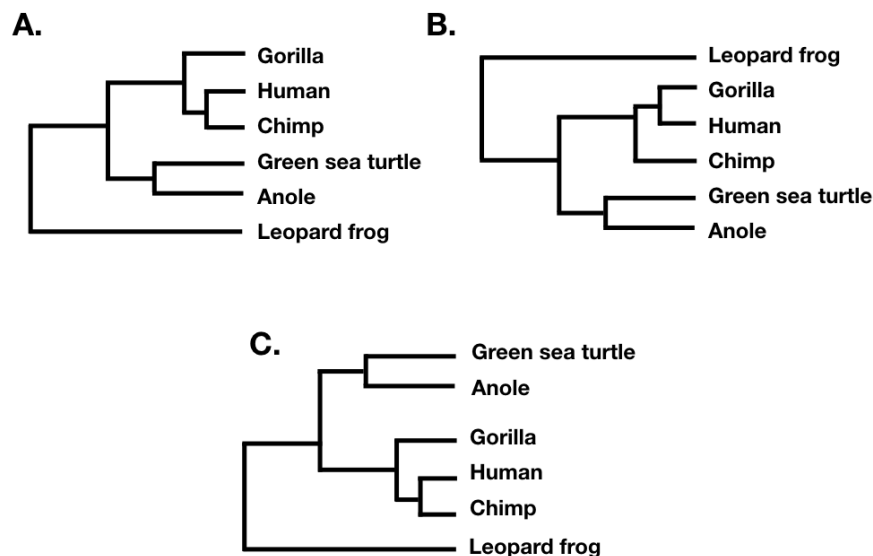 A.
Gorilla
Human
Chimp
Green sea turtle
Anole
Leopard frog
B.
Leopard frog
Gorilla
Human
Chimp
Green sea turtle
Anole
C.
Green sea turtle
Anole
Gorilla
Human
Chimp
Leopard frog